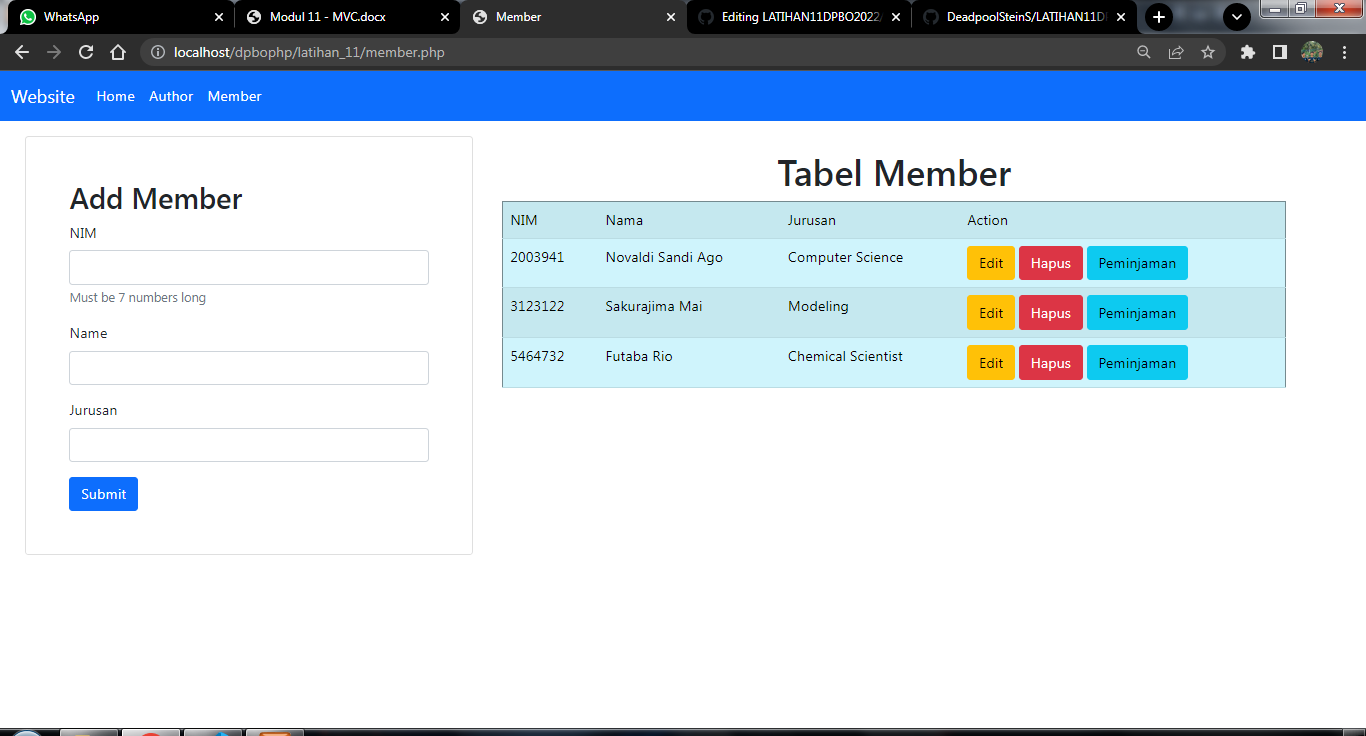 WhatsApp
Modul 11 - MVC.docx
Member
Editing LATIHAN11DPBO2022
DeadpoolSteinS/LATIHAN11D
localhost/dpbophp/latihan_11/member.php
Website Home Author Member
Add Member
NIM
Must be 7 numbers long
Name
Jurusan
Submit
Tabel Member
NIM Nama Jurusan Action
2003941 Novaldi Sandi Ago Computer Science Edit Hapus Peminjaman
3123122 Sakurajima Mai Modeling Edit Hapus Peminjaman
5464732 Futaba Rio Chemical Scientist Edit Hapus Peminjaman